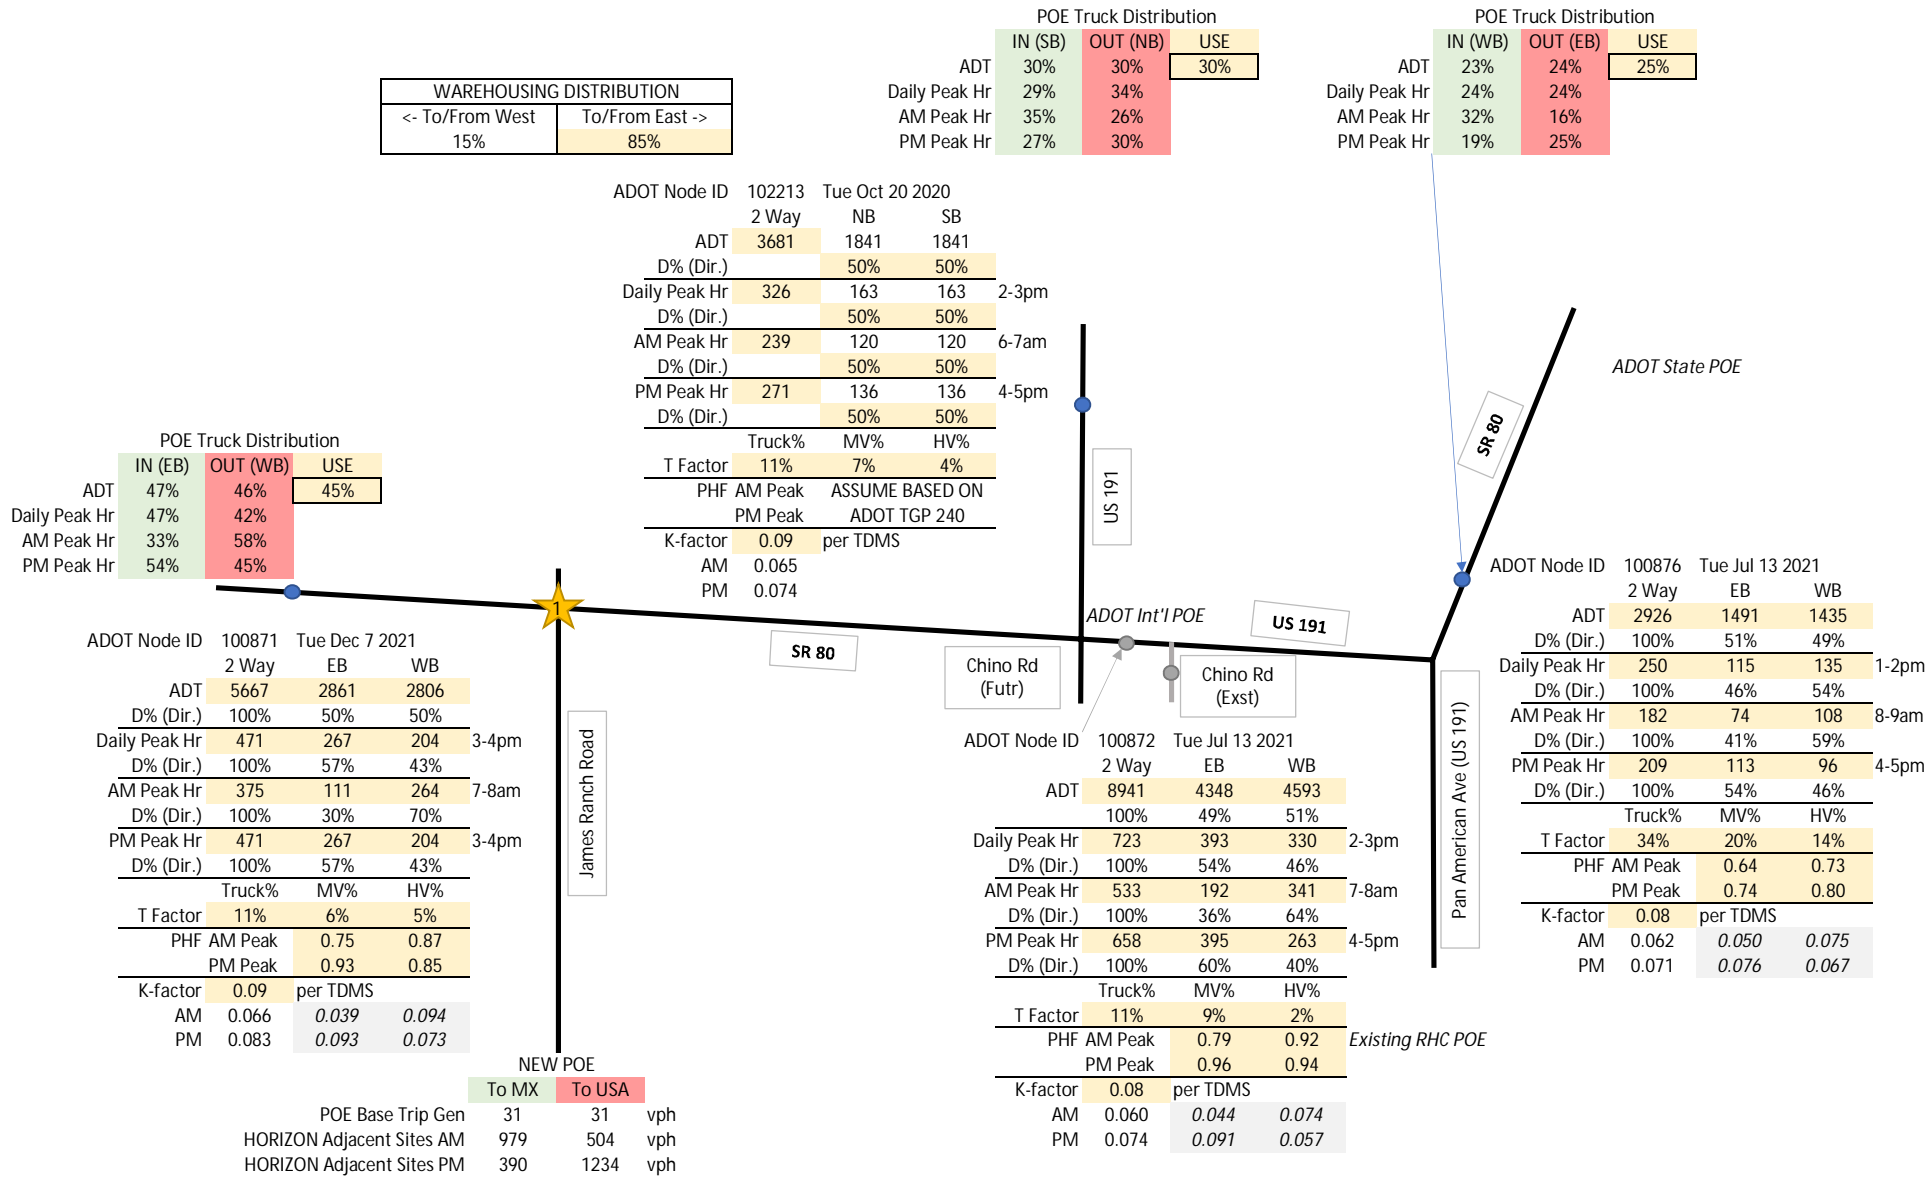 POE Truck Distribution
IN (SB) OUT (NB) USE
ADT 30% 30% 30%
Daily Peak Hr 29% 34%
AM Peak Hr 35% 26%
PM Peak Hr 27% 30%
POE Truck Distribution
IN (WB) OUT (EB) USE
ADT 23% 24% 25%
Daily Peak Hr 24% 24%
AM Peak Hr 32% 16%
PM Peak Hr 19% 25%
WAREHOUSING DISTRIBUTION
<- To/From West To/From East ->
15% 85%
ADOT Node ID 102213 Tue Oct 20 2020
2 Way NB SB
ADT 3681 1841 1841
D% (Dir.) 50% 50%
Daily Peak Hr 326 163 163 2-3pm
D% (Dir.) 50% 50%
AM Peak Hr 239 120 120 6-7am
D% (Dir.) 50% 50%
PM Peak Hr 271 136 136 4-5pm
D% (Dir.) 50% 50%
Truck% MV% HV%
T Factor 11% 7% 4%
PHF AM Peak ASSUME BASED ON
PM Peak ADOT TGP 240
K-factor 0.09 per TDMS
AM 0.065
PM 0.074
POE Truck Distribution
IN (EB) OUT (WB) USE
ADT 47% 46% 45%
Daily Peak Hr 47% 42%
AM Peak Hr 33% 58%
PM Peak Hr 54% 45%
ADOT State POE
SR 80
US 191
1
ADOT Int'l POE
US 191
SR 80
Chino Rd
(Futr)
Chino Rd
(Exst)
James Ranch Road
Pan American Ave (US 191)
ADOT Node ID 100871 Tue Dec 7 2021
2 Way EB WB
ADT 5667 2861 2806
D% (Dir.) 100% 50% 50%
Daily Peak Hr 471 267 204 3-4pm
D% (Dir.) 100% 57% 43%
AM Peak Hr 375 111 264 7-8am
D% (Dir.) 100% 30% 70%
PM Peak Hr 471 267 204 3-4pm
D% (Dir.) 100% 57% 43%
Truck% MV% HV%
T Factor 11% 6% 5%
PHF AM Peak 0.75 0.87
PM Peak 0.93 0.85
K-factor 0.09 per TDMS
AM 0.066 0.039 0.094
PM 0.083 0.093 0.073
ADOT Node ID 100872 Tue Jul 13 2021
2 Way EB WB
ADT 8941 4348 4593
100% 49% 51%
Daily Peak Hr 723 393 330 2-3pm
D% (Dir.) 100% 54% 46%
AM Peak Hr 533 192 341 7-8am
D% (Dir.) 100% 36% 64%
PM Peak Hr 658 395 263 4-5pm
D% (Dir.) 100% 60% 40%
Truck% MV% HV%
T Factor 11% 9% 2%
PHF AM Peak 0.79 0.92 Existing RHC POE
PM Peak 0.96 0.94
K-factor 0.08 per TDMS
AM 0.060 0.044 0.074
PM 0.074 0.091 0.057
ADOT Node ID 100876 Tue Jul 13 2021
2 Way EB WB
ADT 2926 1491 1435
D% (Dir.) 100% 51% 49%
Daily Peak Hr 250 115 135 1-2pm
D% (Dir.) 100% 46% 54%
AM Peak Hr 182 74 108 8-9am
D% (Dir.) 100% 41% 59%
PM Peak Hr 209 113 96 4-5pm
D% (Dir.) 100% 54% 46%
Truck% MV% HV%
T Factor 34% 20% 14%
PHF AM Peak 0.64 0.73
PM Peak 0.74 0.80
K-factor 0.08 per TDMS
AM 0.062 0.050 0.075
PM 0.071 0.076 0.067
NEW POE
To MX To USA
POE Base Trip Gen 31 31 vph
HORIZON Adjacent Sites AM 979 504 vph
HORIZON Adjacent Sites PM 390 1234 vph